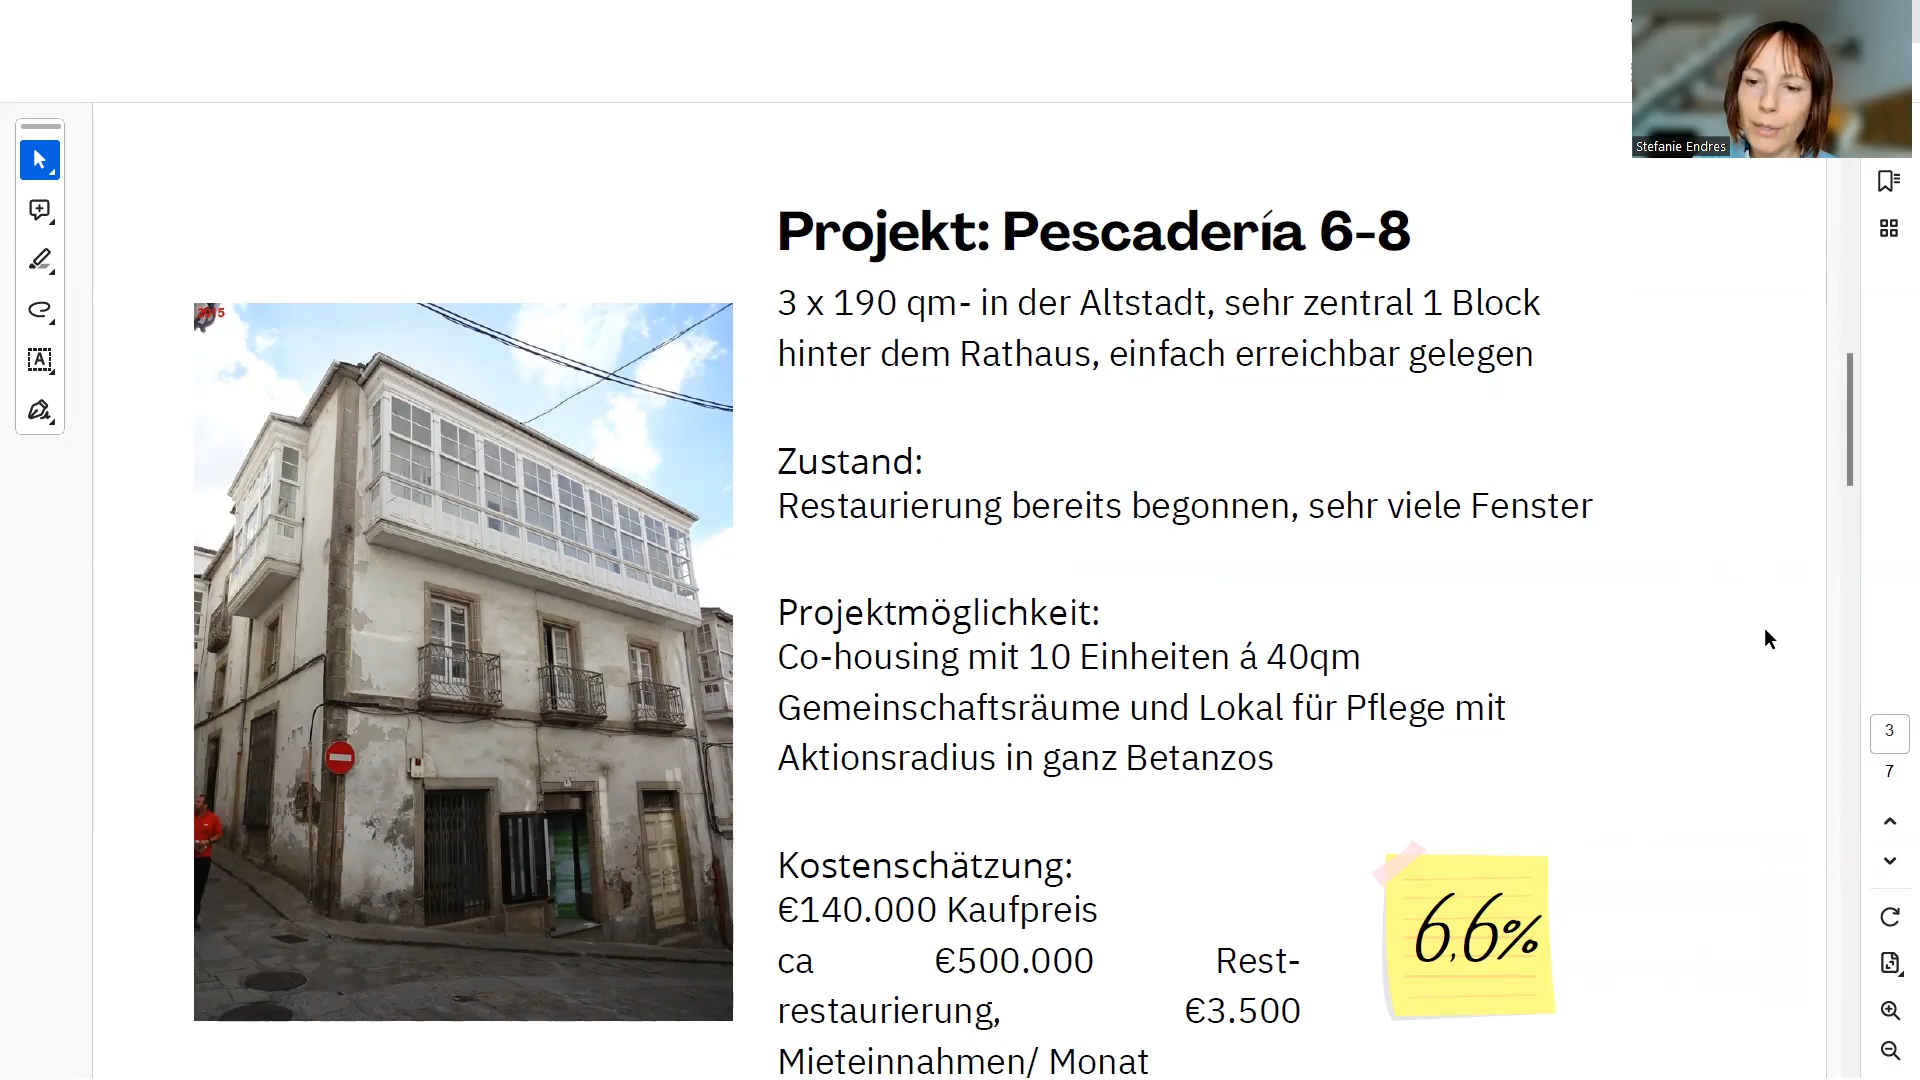 Stefanie Endres
Projekt: Pescadería 6-8
3 x 190 qm- in der Altstadt, sehr zentral 1 Block
hinter dem Rathaus, einfach erreichbar gelegen
Zustand:
Restaurierung bereits begonnen, sehr viele Fenster
Projektmöglichkeit:
Co-housing mit 10 Einheiten á 40qm
Gemeinschaftsräume und Lokal für Pflege mit
Aktionsradius in ganz Betanzos
Kostenschätzung:
€140.000 Kaufpreis
ca €500.000 Rest-
restaurierung, €3.500
Mieteinnahmen/ Monat
6,6%
3
7